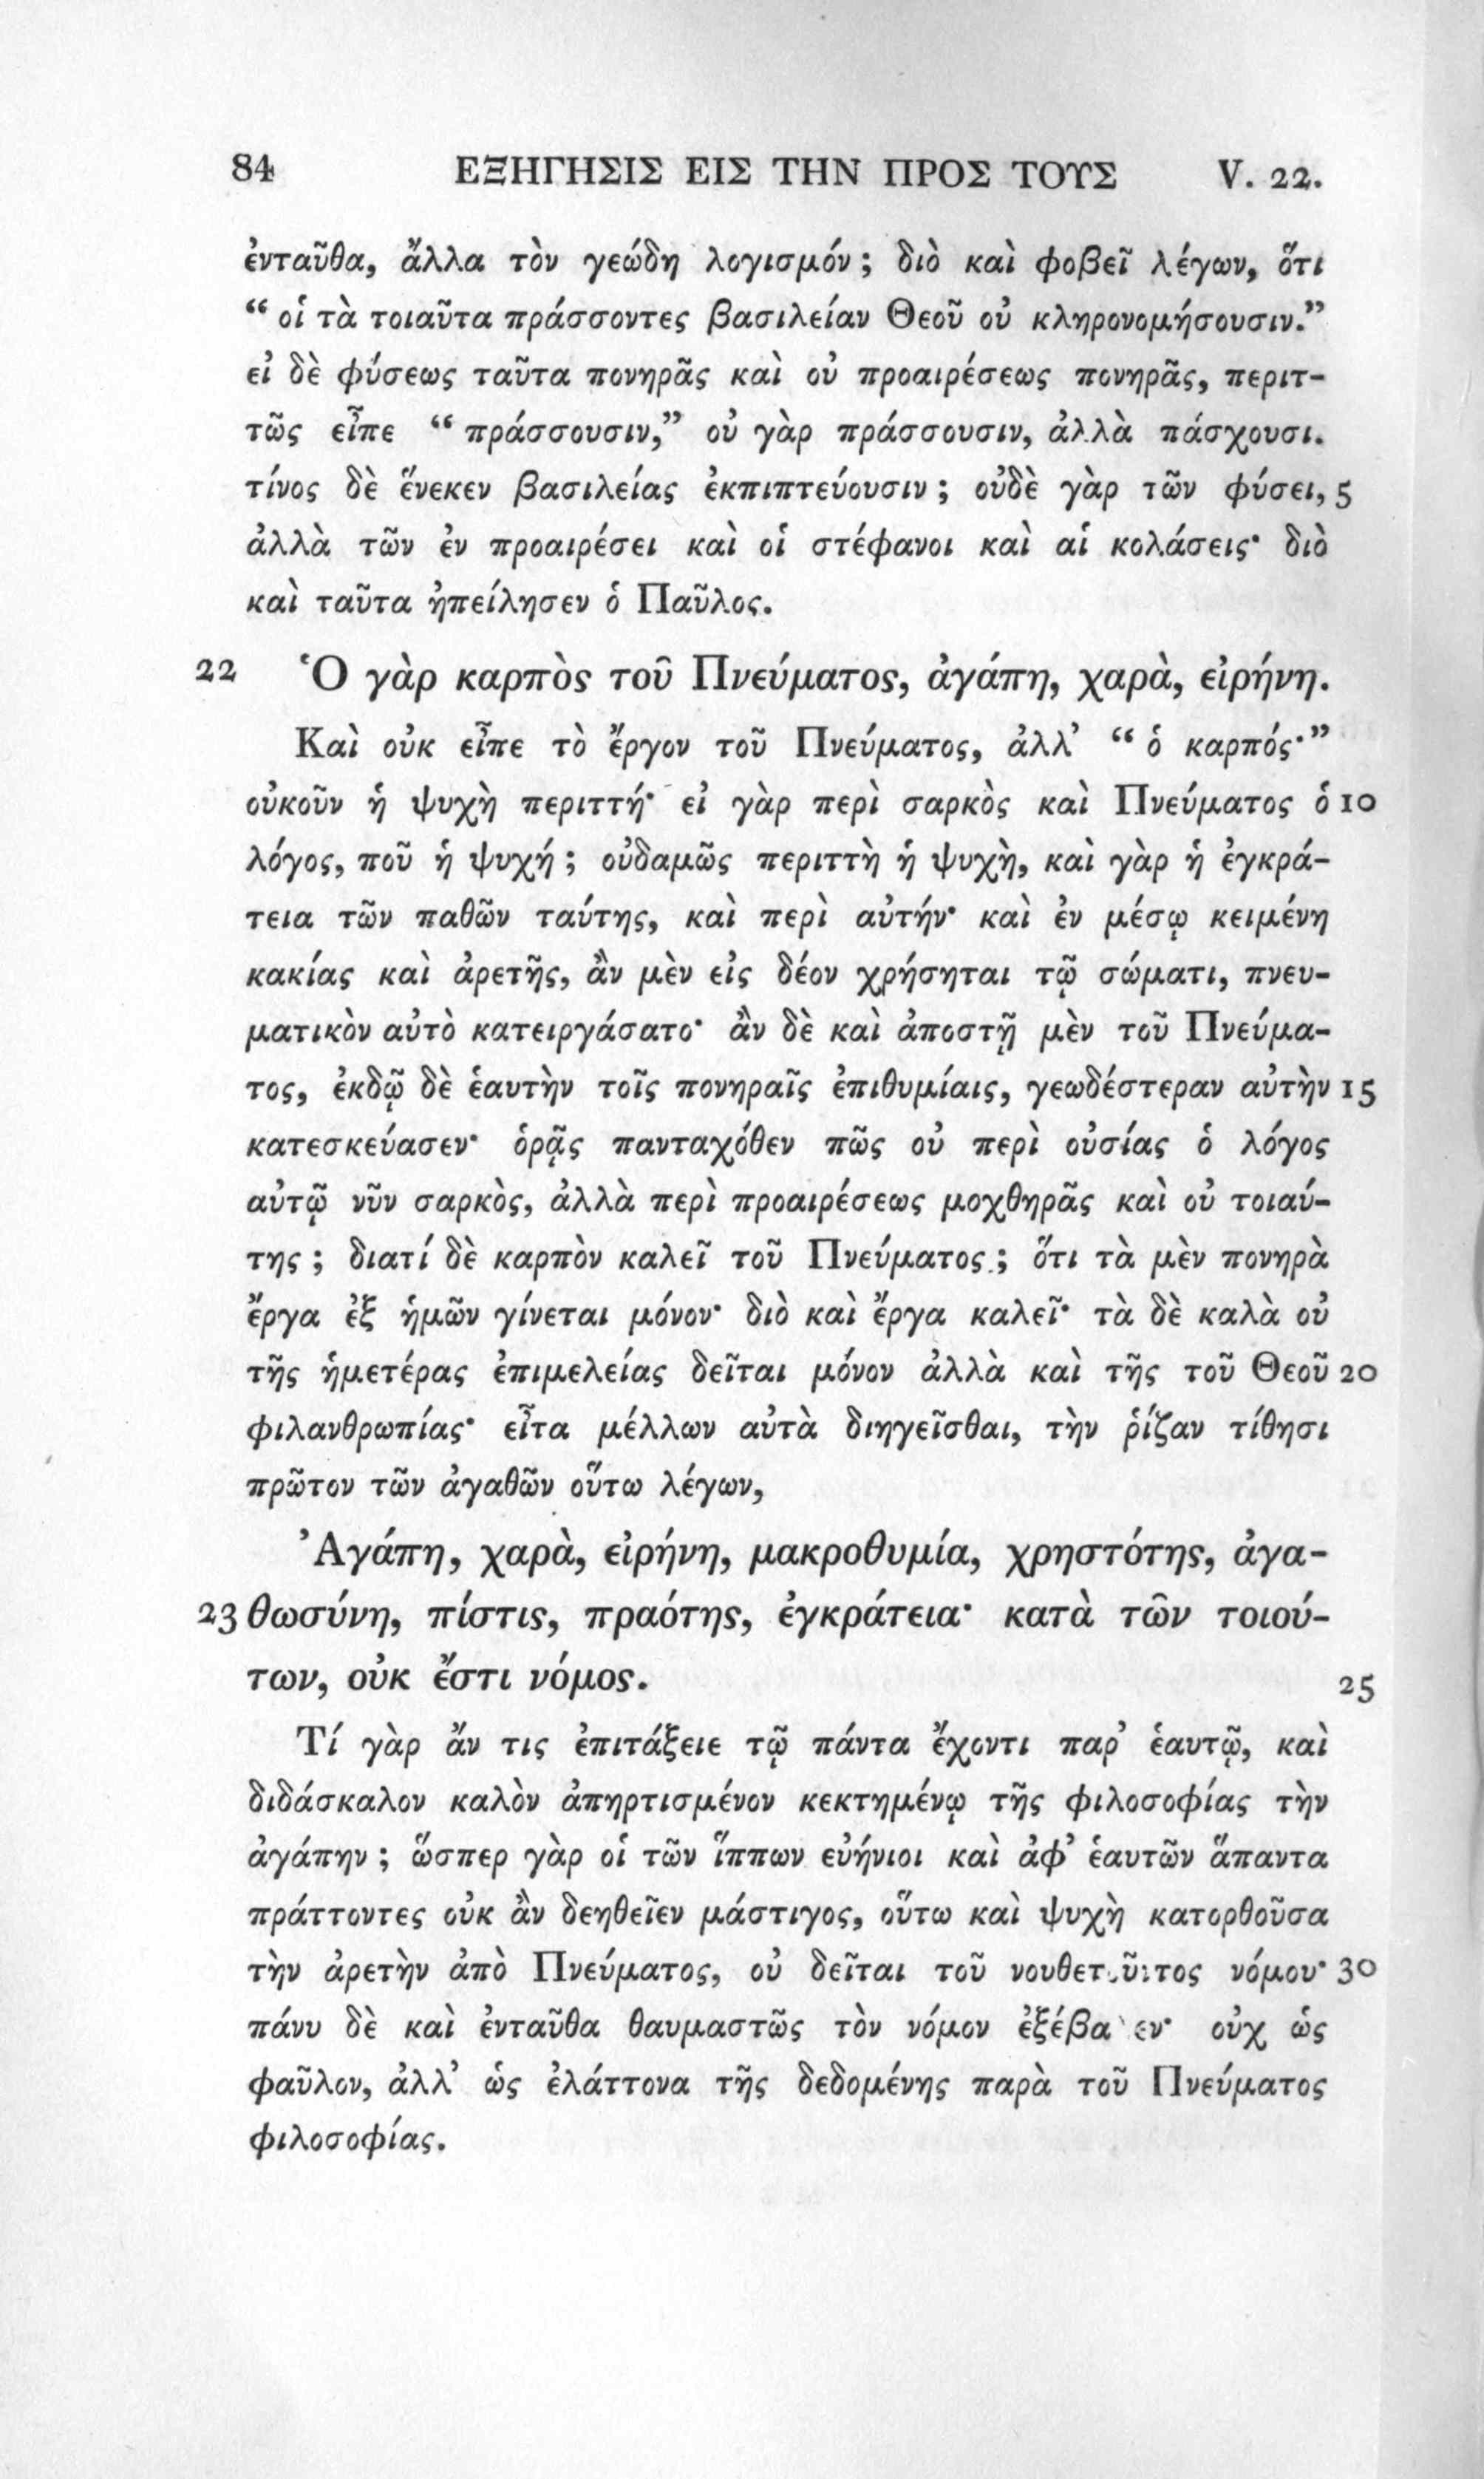 84 ΕΞΗΓΗΣΙΣ ΕΙΣ ΤΗΝ ΠΡΟΣ ΤΟΥΣ V. 22.
ἐνταῦθα, ἄλλα τὸν γεώδη λογισμόν ; διὸ καὶ φοβεῖ λέγων, ὅτι
“ οἱ τὰ τοιαῦτα πράσσοντες βασιλείαν Θεοῦ οὐ κληρονομήσουσιν.”
εἰ δὲ φύσεως ταῦτα πονηρᾶς καὶ οὐ προαιρέσεως πονηρᾶς, περιτ-
τῶς εἶπε “ πράσσουσιν,” οὐ γὰρ πράσσουσιν, ἀλλὰ πάσχουσι.
τίνος δὲ ἕνεκεν βασιλείας ἐκπιπτεύουσιν ; οὐδὲ γὰρ τῶν φύσει, 5
ἀλλὰ τῶν ἐν προαιρέσει καὶ οἱ στέφανοι καὶ αἱ κολάσεις· διὸ
καὶ ταῦτα ἠπείλησεν ὁ Παῦλος.
22 Ὁ γὰρ καρπὸς τοῦ Πνεύματος, ἀγάπη, χαρὰ, εἰρήνη.
Καὶ οὐκ εἶπε τὸ ἔργον τοῦ Πνεύματος, ἀλλ’ “ ὁ καρπός·”
οὐκοῦν ἡ ψυχὴ περιττή· εἰ γὰρ περὶ σαρκὸς καὶ Πνεύματος ὁ 10
λόγος, ποῦ ἡ ψυχή ; οὐδαμῶς περιττὴ ἡ ψυχὴ, καὶ γὰρ ἡ ἐγκρά-
τεια τῶν παθῶν ταύτης, καὶ περὶ αὐτήν· καὶ ἐν μέσῳ κειμένη
κακίας καὶ ἀρετῆς, ἂν μὲν εἰς δέον χρήσηται τῷ σώματι, πνευ-
ματικὸν αὐτὸ κατειργάσατο· ἂν δὲ καὶ ἀποστῇ μὲν τοῦ Πνεύμα-
τος, ἐκδῷ δὲ ἑαυτὴν τοῖς πονηραῖς ἐπιθυμίαις, γεωδέστεραν αὐτὴν 15
κατεσκεύασεν· ὁρᾷς πανταχόθεν πῶς οὐ περὶ οὐσίας ὁ λόγος
αὐτῷ νῦν σαρκὸς, ἀλλὰ περὶ προαιρέσεως μοχθηρᾶς καὶ οὐ τοιαύ-
της ; διατί δὲ καρπὸν καλεῖ τοῦ Πνεύματος ; ὅτι τὰ μὲν πονηρὰ
ἔργα ἐξ ἡμῶν γίνεται μόνον· διὸ καὶ ἔργα καλεῖ· τὰ δὲ καλὰ οὐ
τῆς ἡμετέρας ἐπιμελείας δεῖται μόνον ἀλλὰ καὶ τῆς τοῦ Θεοῦ 20
φιλανθρωπίας· εἶτα μέλλων αὐτὰ διηγεῖσθαι, τὴν ῥίζαν τίθησι
πρῶτον τῶν ἀγαθῶν οὕτω λέγων,
Ἀγάπη, χαρὰ, εἰρήνη, μακροθυμία, χρηστότης, ἀγα-
23 θωσύνη, πίστις, πραότης, ἐγκράτεια· κατὰ τῶν τοιού-
των, οὐκ ἔστι νόμος. 25
Τί γὰρ ἄν τις ἐπιτάξειε τῷ πάντα ἔχοντι παρ’ ἑαυτῷ, καὶ
διδάσκαλον καλὸν ἀπηρτισμένον κεκτημένῳ τῆς φιλοσοφίας τὴν
ἀγάπην ; ὥσπερ γὰρ οἱ τῶν ἵππων εὐήνιοι καὶ ἀφ’ ἑαυτῶν ἅπαντα
πράττοντες οὐκ ἂν δεηθεῖεν μάστιγος, οὕτω καὶ ψυχὴ κατορθοῦσα
τὴν ἀρετὴν ἀπὸ Πνεύματος, οὐ δεῖται τοῦ νουθετοῦντος νόμου· 30
πάνυ δὲ καὶ ἐνταῦθα θαυμαστῶς τὸν νόμον ἐξέβαλεν· οὐχ ὡς
φαῦλον, ἀλλ’ ὡς ἐλάττονα τῆς δεδομένης παρὰ τοῦ Πνεύματος
φιλοσοφίας.